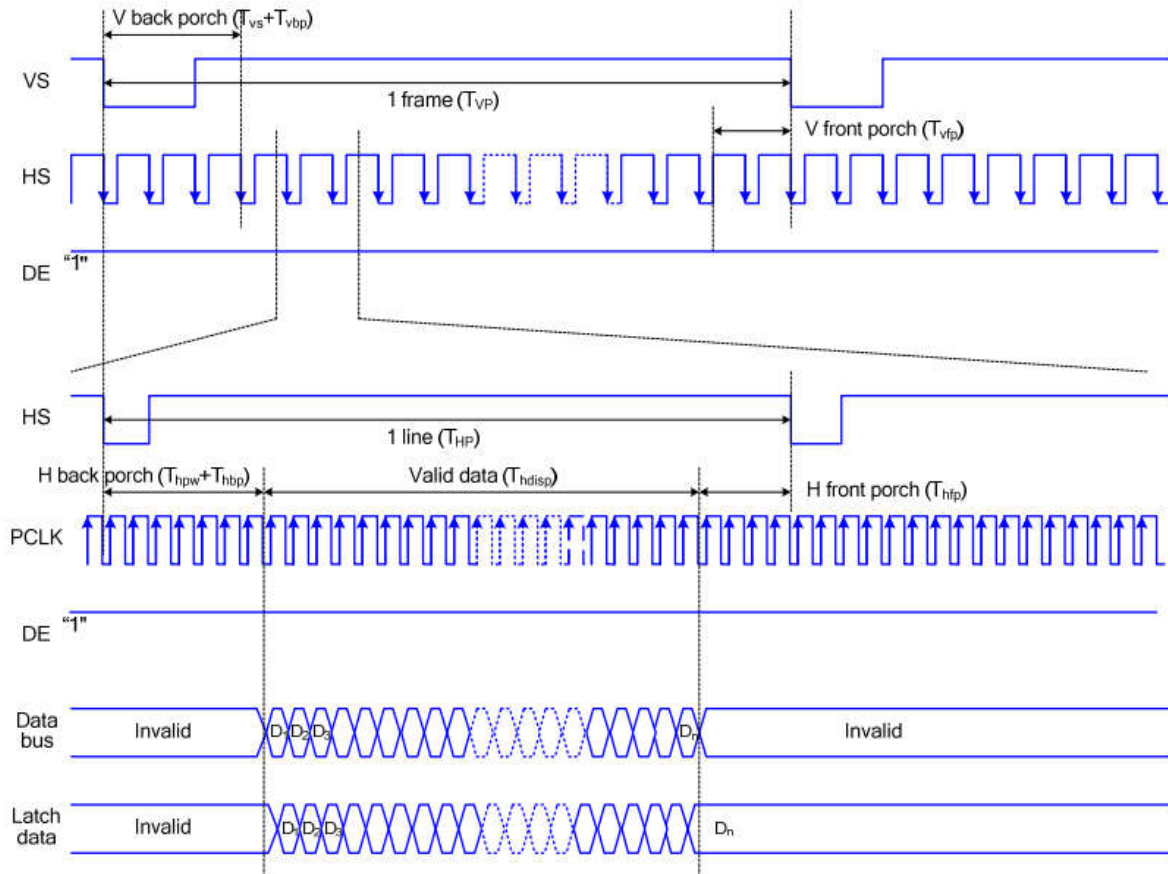 V back porch (Tvs+Tvbp)
VS
1 frame (TVP)
V front porch (Tvfp)
HS
DE "1"
HS
1 line (THP)
H back porch (Thpw+Thbp)
Valid data (Thdisp)
H front porch (Thfp)
PCLK
DE "1"
Data
bus
Invalid
D1 D2 D3
Dn
Invalid
Latch
data
Invalid
D1 D2 D3
Dn